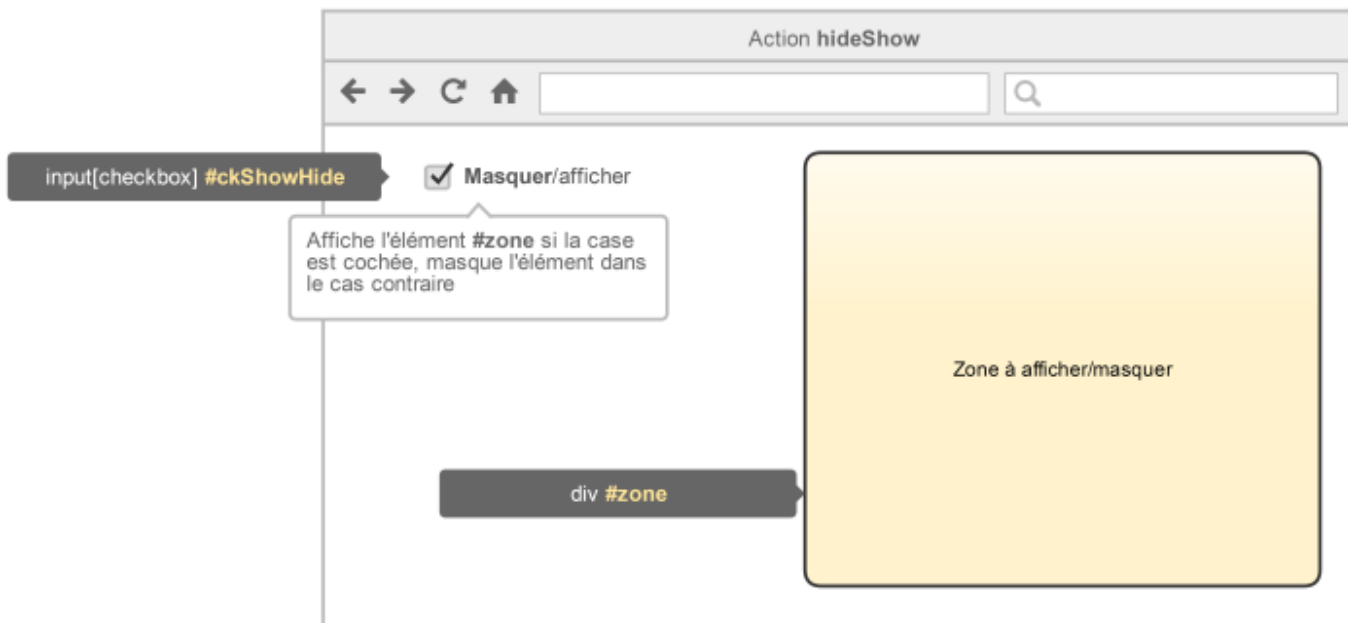 Action hideShow
input[checkbox] #ckShowHide
Masquer/afficher
Affiche l'élément #zone si la case
est cochée, masque l'élément dans
le cas contraire
Zone à afficher/masquer
div #zone